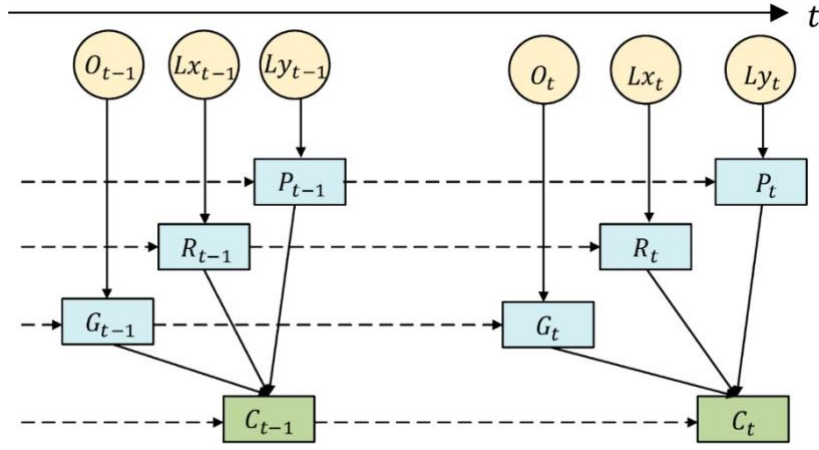 t
O_{t-1} Lx_{t-1} Ly_{t-1} O_t Lx_t Ly_t
P_{t-1} P_t
R_{t-1} R_t
G_{t-1} G_t
C_{t-1} C_t